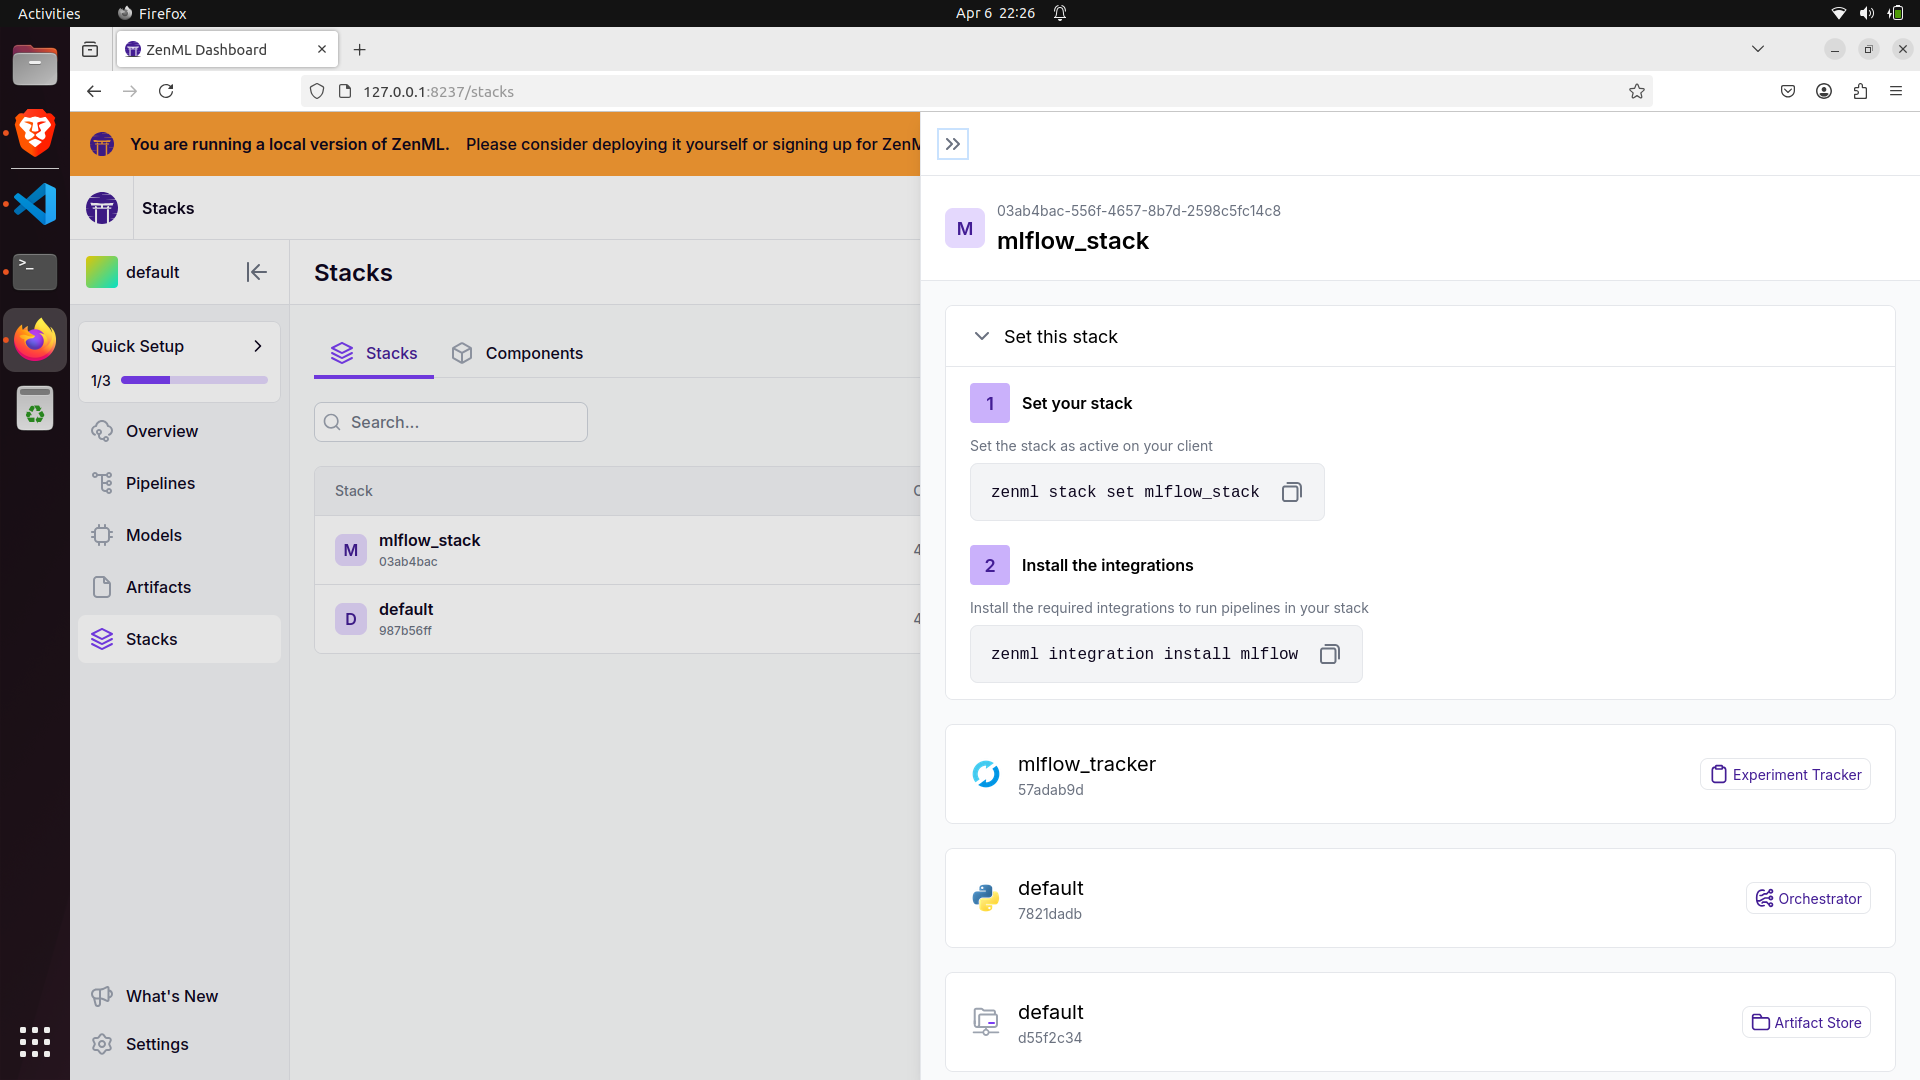 Activities
Firefox
Apr 6 22:26
ZenML Dashboard
127.0.0.1:8237/stacks
You are running a local version of ZenML. Please consider deploying it yourself or signing up for ZenM
Stacks
default
Quick Setup
1/3
Overview
Pipelines
Models
Artifacts
Stacks
What's New
Settings
Stacks
Stacks
Components
Search...
Stack
M
mlflow_stack
03ab4bac
4
D
default
987b56ff
4
03ab4bac-556f-4657-8b7d-2598c5fc14c8
M
mlflow_stack
Set this stack
1
Set your stack
Set the stack as active on your client
zenml stack set mlflow_stack
2
Install the integrations
Install the required integrations to run pipelines in your stack
zenml integration install mlflow
mlflow_tracker
57adab9d
Experiment Tracker
default
7821dadb
Orchestrator
default
d55f2c34
Artifact Store